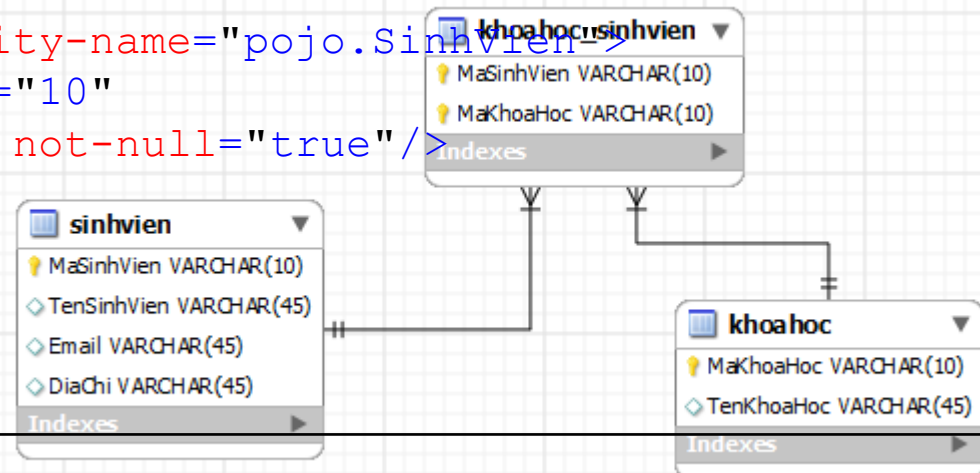 ity-name="pojo.SinhVien">
="10"
not-null="true"/>
khoahoc_sinhvien
MaSinhVien VARCHAR(10)
MaKhoaHoc VARCHAR(10)
Indexes
sinhvien
MaSinhVien VARCHAR(10)
TenSinhVien VARCHAR(45)
Email VARCHAR(45)
DiaChi VARCHAR(45)
Indexes
khoahoc
MaKhoaHoc VARCHAR(10)
TenKhoaHoc VARCHAR(45)
Indexes